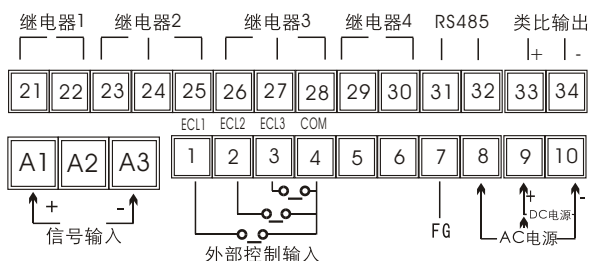 继电器1 继电器2 继电器3 继电器4 RS485 类比输出
+ -
21 22 23 24 25 26 27 28 29 30 31 32 33 34
ECL1 ECL2 ECL3 COM
A1 A2 A3 1 2 3 4 5 6 7 8 9 10
+ - + -
DC电源
信号输入 FG AC电源
外部控制输入